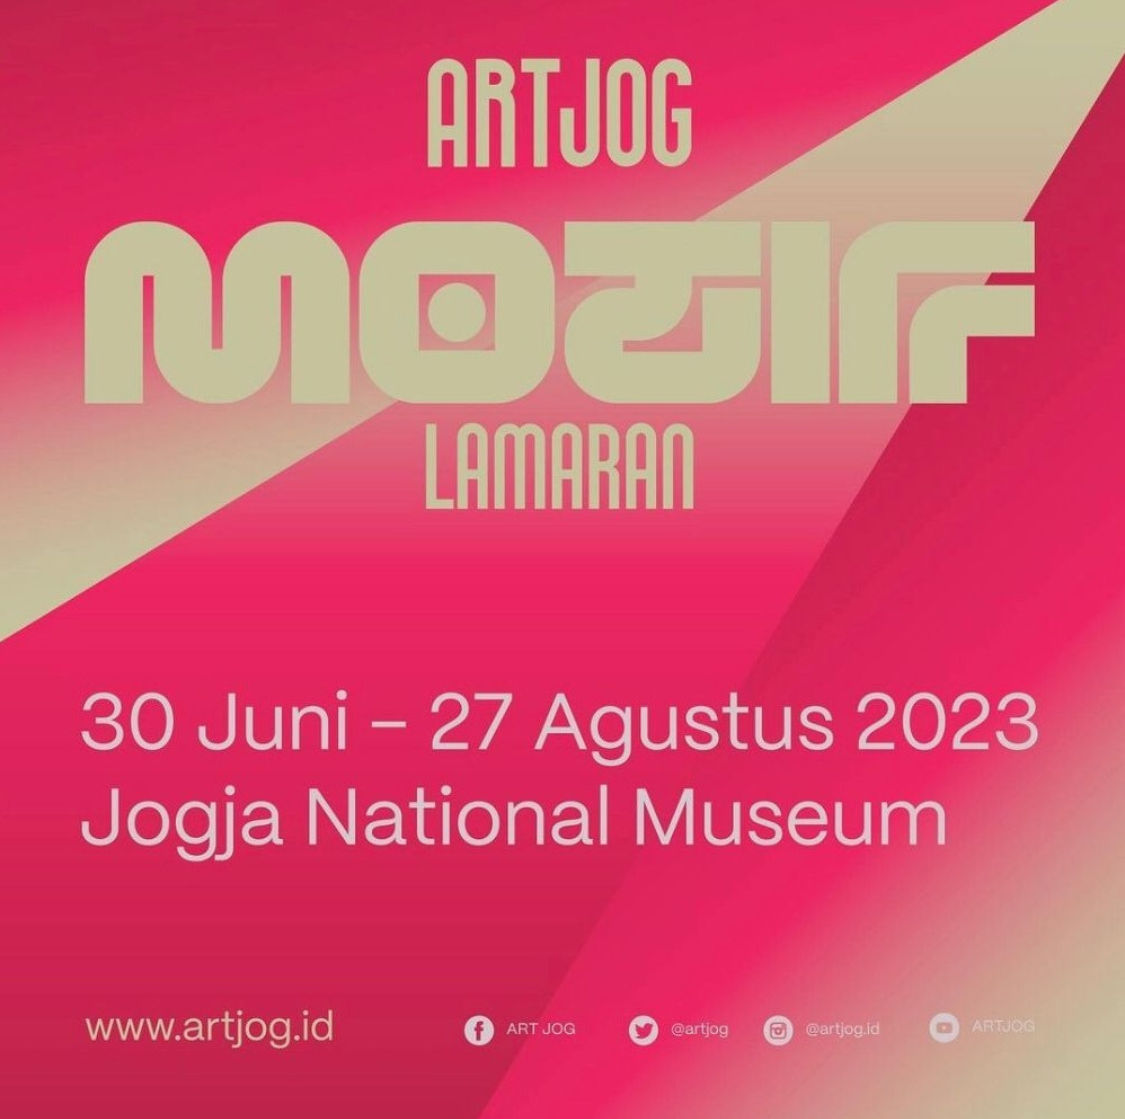 ARTJOG
MOTIF
LAMARAN
30 Juni – 27 Agustus 2023
Jogja National Museum
www.artjog.id ART JOG @artjog @artjog.id ARTJOG